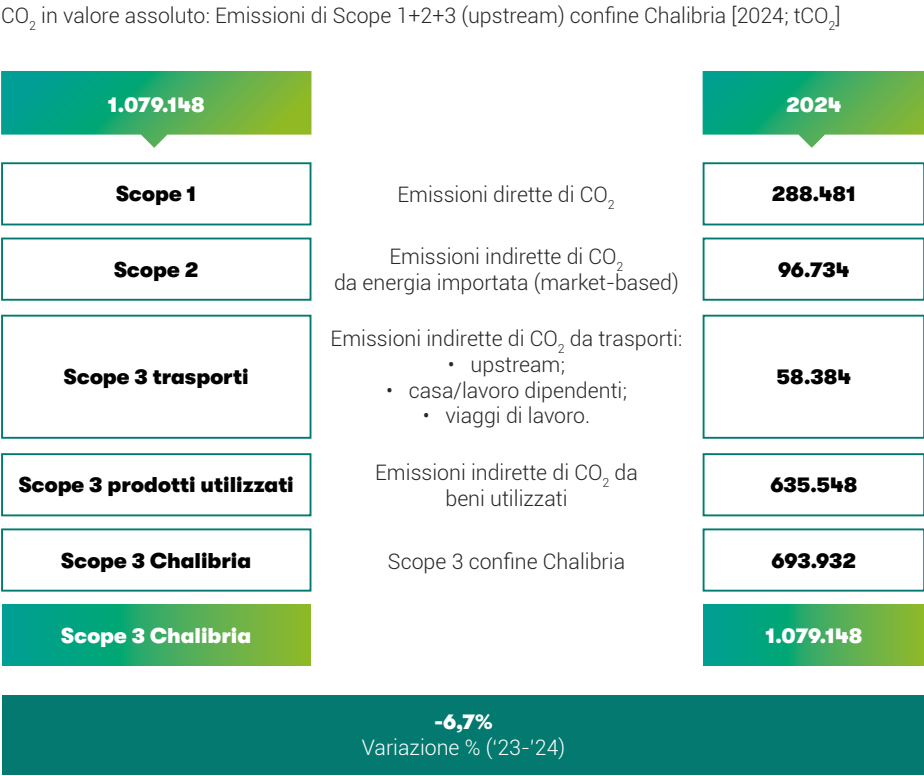 CO₂ in valore assoluto: Emissioni di Scope 1+2+3 (upstream) confine Chalibria [2024; tCO₂]
1.079.148
2024
Scope 1
Emissioni dirette di CO₂
288.481
Scope 2
Emissioni indirette di CO₂
da energia importata (market-based)
96.734
Scope 3 trasporti
Emissioni indirette di CO₂ da trasporti:
• upstream;
• casa/lavoro dipendenti;
• viaggi di lavoro.
58.384
Scope 3 prodotti utilizzati
Emissioni indirette di CO₂ da
beni utilizzati
635.548
Scope 3 Chalibria
Scope 3 confine Chalibria
693.932
Scope 3 Chalibria
1.079.148
-6,7%
Variazione % (‘23-‘24)